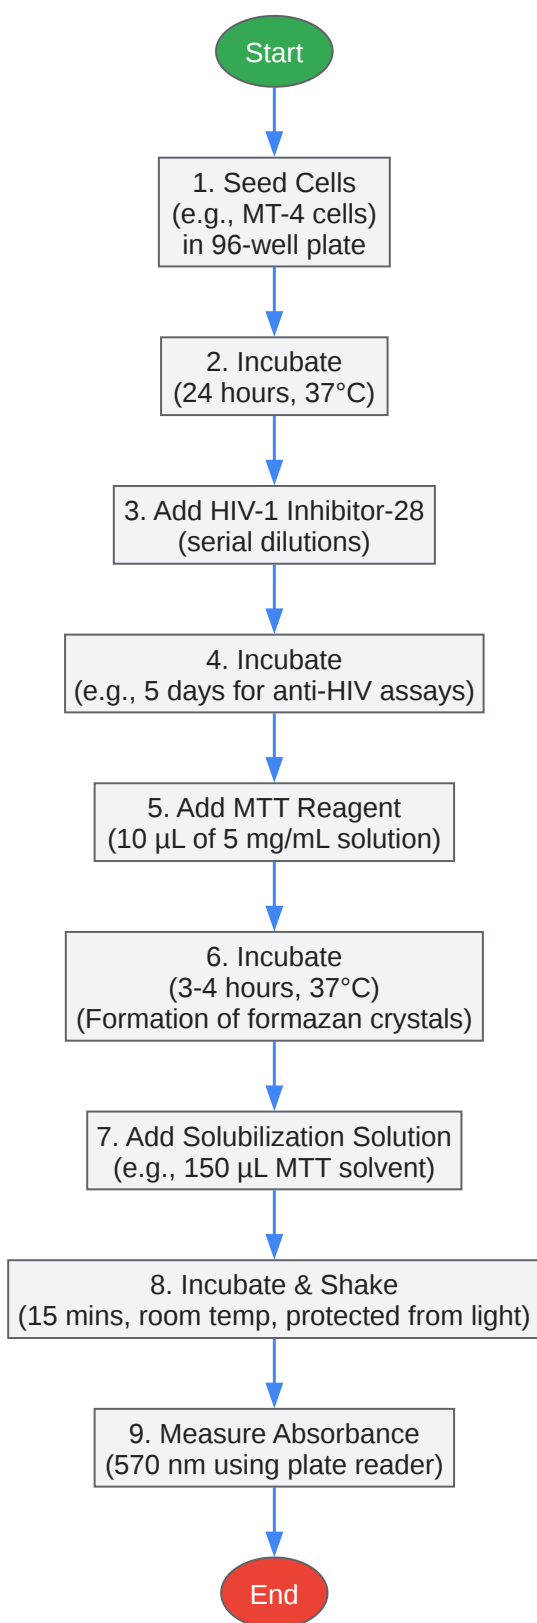 Start
1. Seed Cells
(e.g., MT-4 cells)
in 96-well plate
2. Incubate
(24 hours, 37°C)
3. Add HIV-1 Inhibitor-28
(serial dilutions)
4. Incubate
(e.g., 5 days for anti-HIV assays)
5. Add MTT Reagent
(10 µL of 5 mg/mL solution)
6. Incubate
(3-4 hours, 37°C)
(Formation of formazan crystals)
7. Add Solubilization Solution
(e.g., 150 µL MTT solvent)
8. Incubate & Shake
(15 mins, room temp, protected from light)
9. Measure Absorbance
(570 nm using plate reader)
End